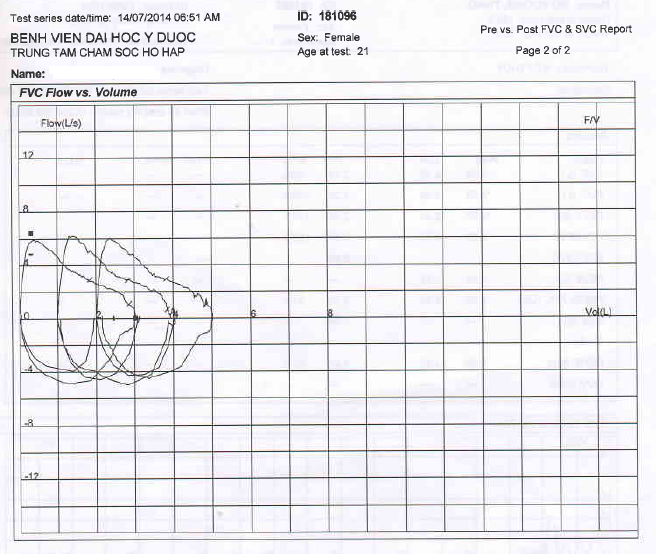 Test series date/time: 14/07/2014 06:51 AM
ID: 181096
BENH VIEN DAI HOC Y DUOC
Sex: Female
Pre vs. Post FVC & SVC Report
TRUNG TAM CHAM SOC HO HAP
Age at test: 21
Page 2 of 2
Name:
FVC Flow vs. Volume
Flow(L/s)
F/V
12
8
4
0
2
4
6
8
Vol(L)
-4
-8
-12